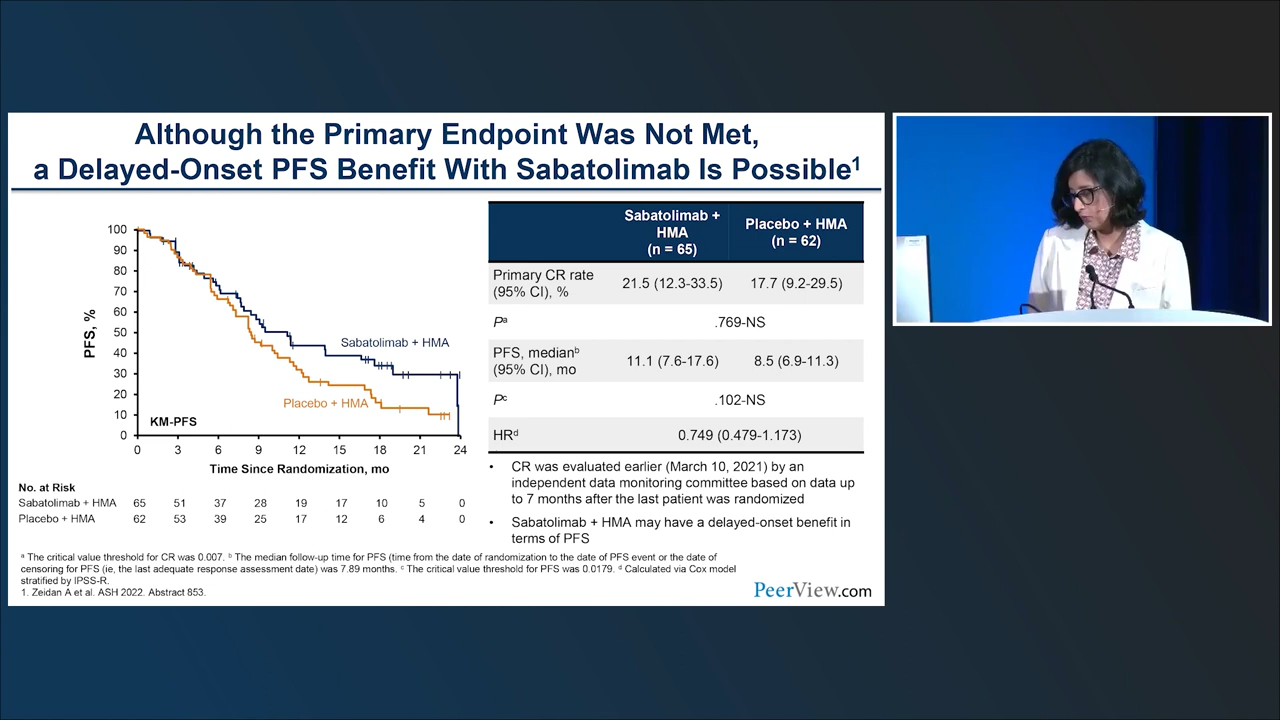 Although the Primary Endpoint Was Not Met,
a Delayed-Onset PFS Benefit With Sabatolimab Is Possible1
PFS, %
100
90
80
70
60
50
40
30
20
10
0
Sabatolimab + HMA
Placebo + HMA
KM-PFS
0 3 6 9 12 15 18 21 24
Time Since Randomization, mo
No. at Risk
Sabatolimab + HMA 65 51 37 28 19 17 10 5 0
Placebo + HMA 62 53 39 25 17 12 6 4 0
Sabatolimab +
HMA
(n = 65)
Placebo + HMA
(n = 62)
Primary CR rate
(95% CI), %
21.5 (12.3-33.5) 17.7 (9.2-29.5)
Pa .769-NS
PFS, medianb
(95% CI), mo
11.1 (7.6-17.6) 8.5 (6.9-11.3)
Pc .102-NS
HRd 0.749 (0.479-1.173)
• CR was evaluated earlier (March 10, 2021) by an
independent data monitoring committee based on data up
to 7 months after the last patient was randomized
• Sabatolimab + HMA may have a delayed-onset benefit in
terms of PFS
a The critical value threshold for CR was 0.007. b The median follow-up time for PFS (time from the date of randomization to the date of PFS event or the date of
censoring for PFS (ie, the last adequate response assessment date) was 7.89 months. c The critical value threshold for PFS was 0.0179. d Calculated via Cox model
stratified by IPSS-R.
1. Zeidan A et al. ASH 2022. Abstract 853.
PeerView.com